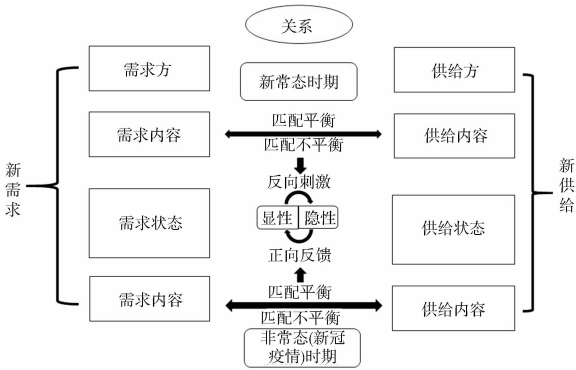 关系
需求方
新常态时期
供给方
需求内容
匹配平衡
匹配不平衡
供给内容
反向刺激
新需求
需求状态
显性
隐性
供给状态
新供给
正向反馈
需求内容
匹配平衡
匹配不平衡
供给内容
非常态(新冠
疫情)时期